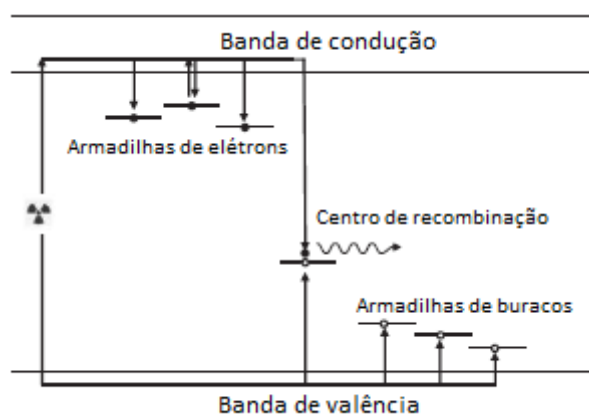 Banda de condução
Armadilhas de elétrons
Centro de recombinação
Armadilhas de buracos
Banda de valência